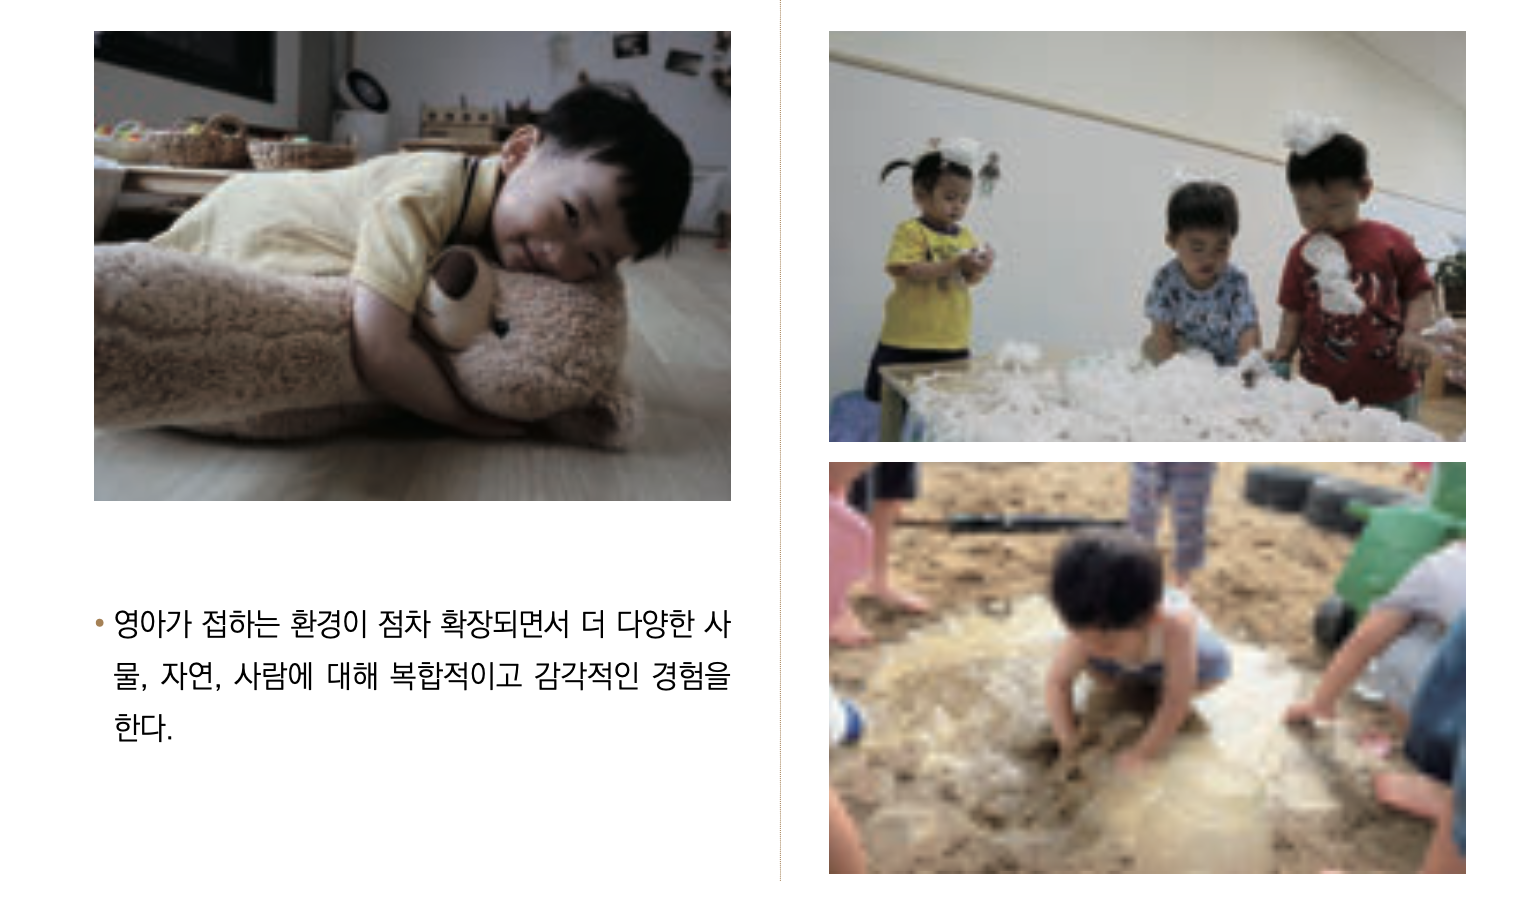 • 영아가 접하는 환경이 점차 확장되면서 더 다양한 사
물, 자연, 사람에 대해 복합적이고 감각적인 경험을
한다.